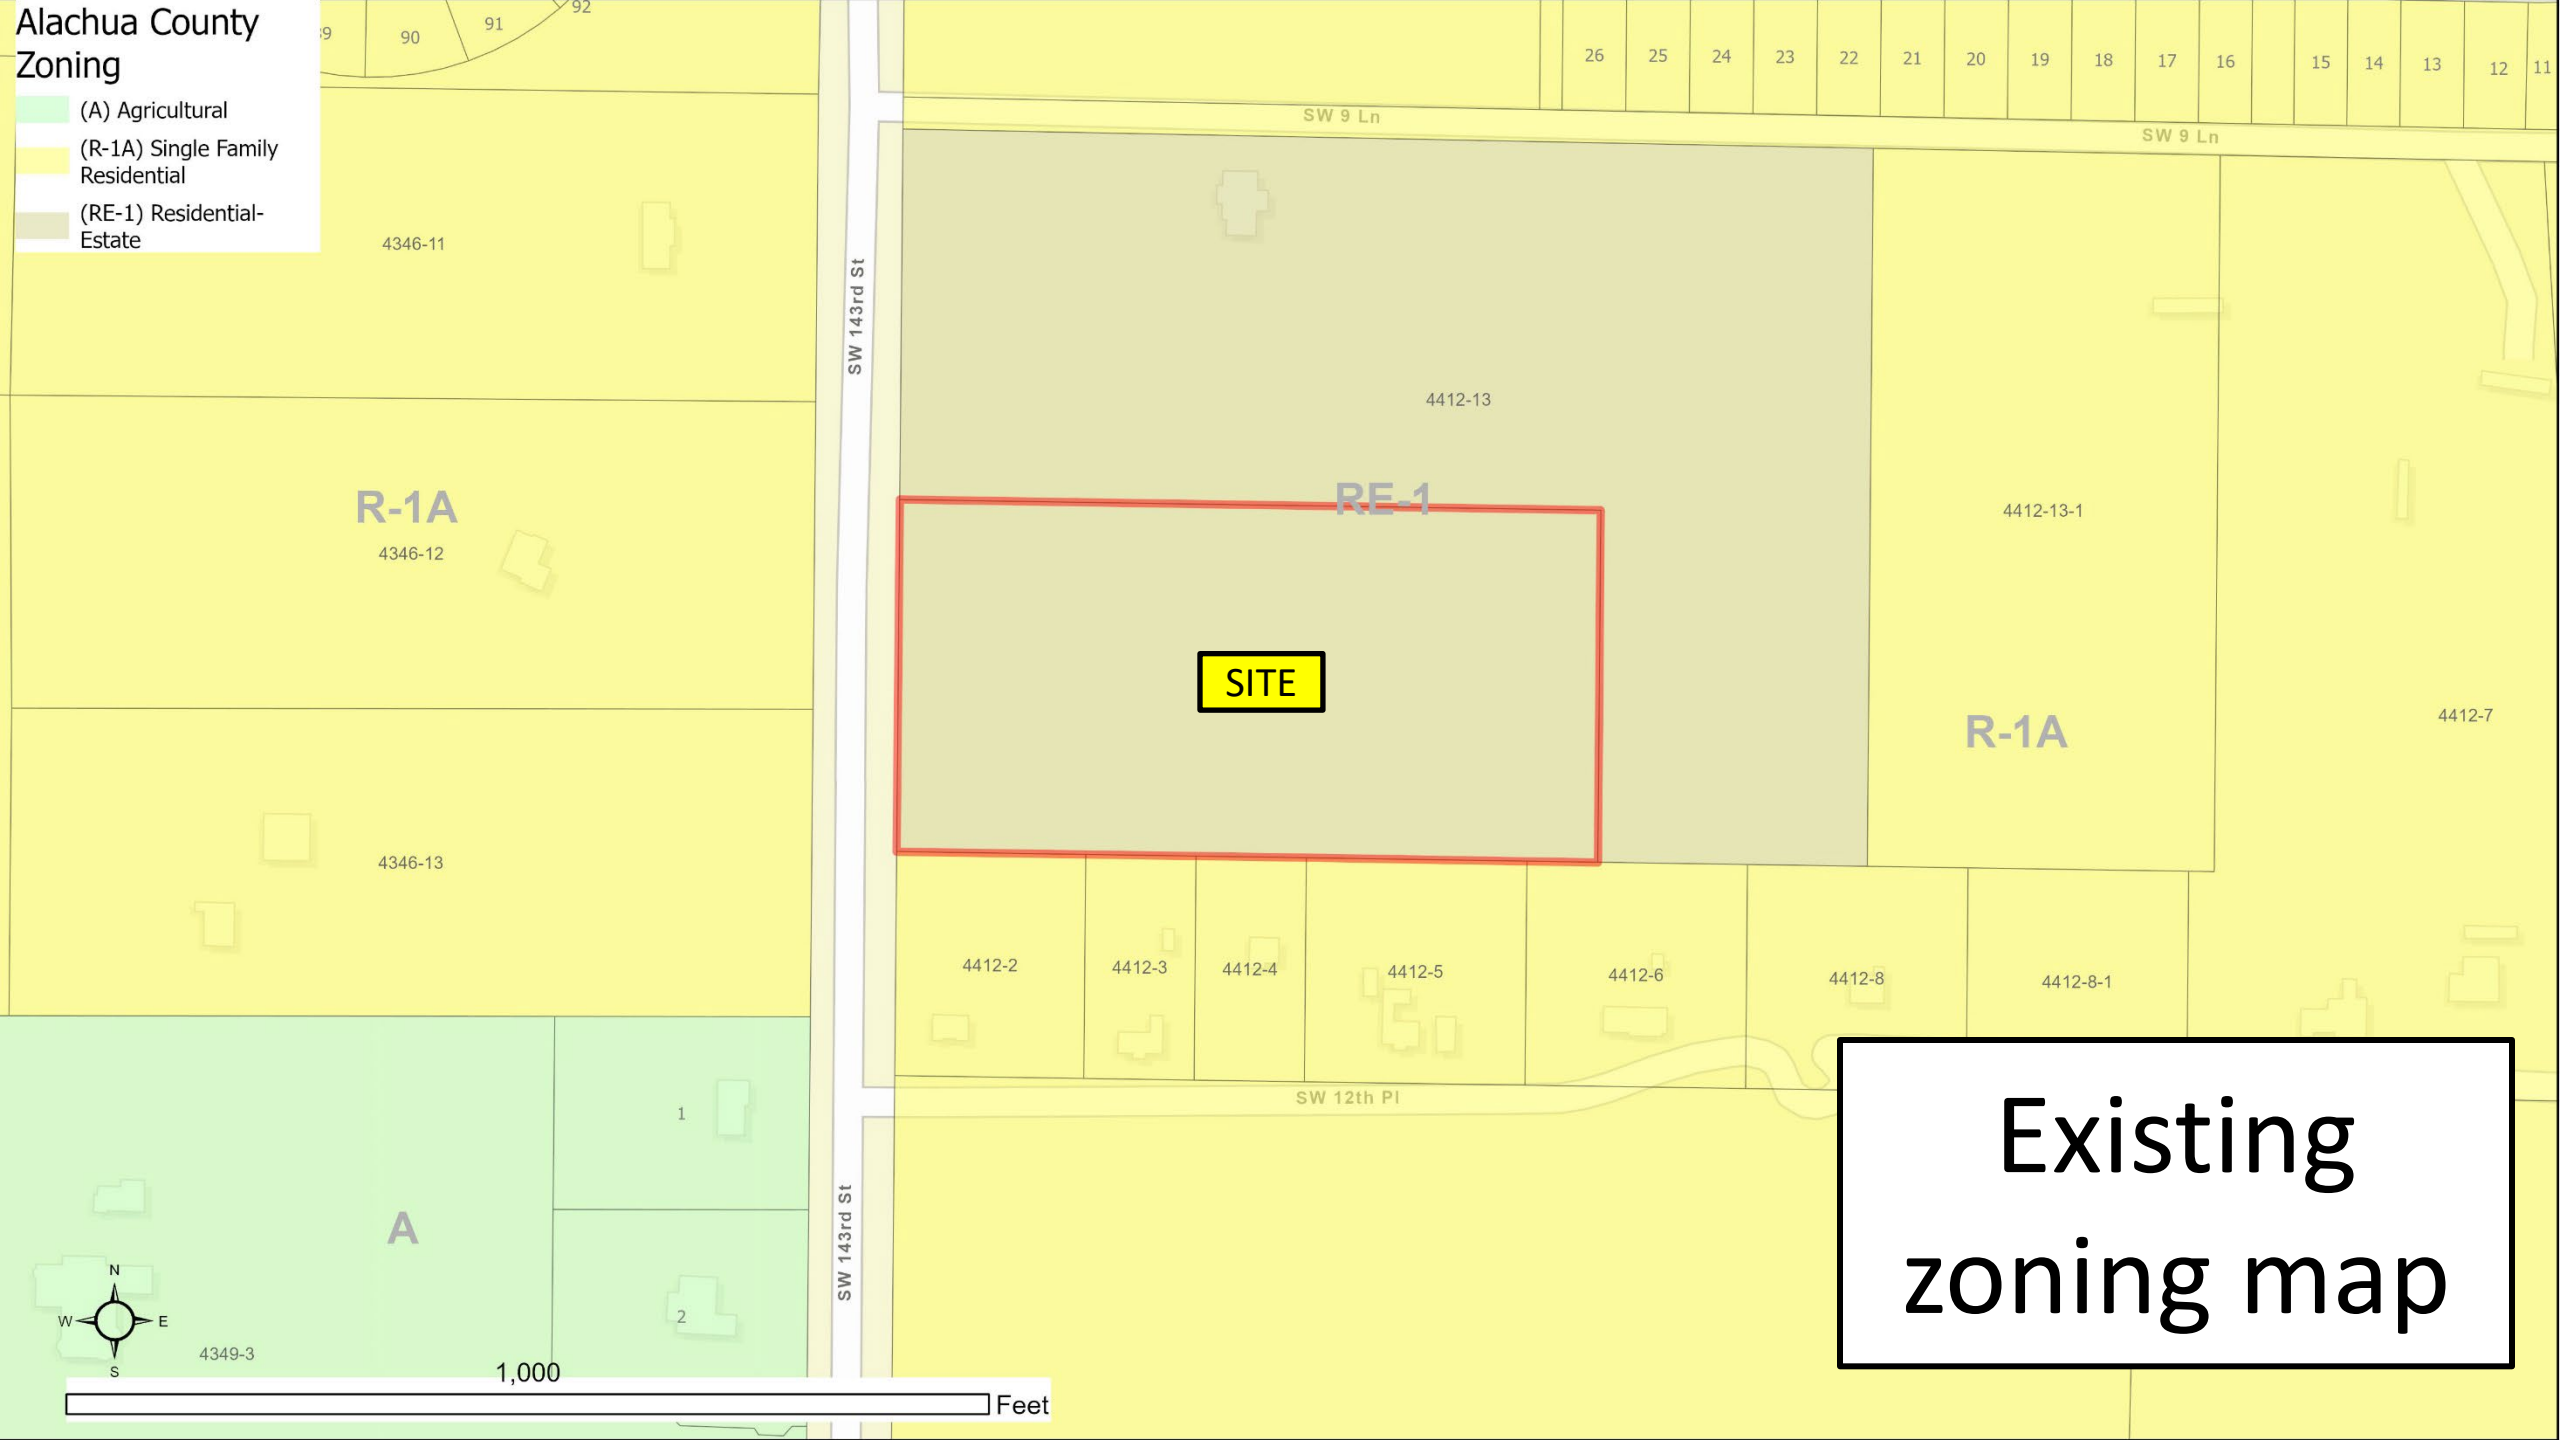 Alachua County
Zoning
(A) Agricultural
(R-1A) Single Family
Residential
(RE-1) Residential-
Estate
90
91
92
26
25
24
23
22
21
20
19
18
17
16
15
14
13
12
11
SW 9 Ln
SW 9 Ln
4346-11
SW 143rd St
4412-13
R-1A
4346-12
RE-1
4412-13-1
SITE
R-1A
4412-7
4346-13
4412-2
4412-3
4412-4
4412-5
4412-6
4412-8
4412-8-1
SW 12th Pl
1
A
SW 143rd St
2
4349-3
N
W
E
S
1,000
Feet
Existing
zoning map